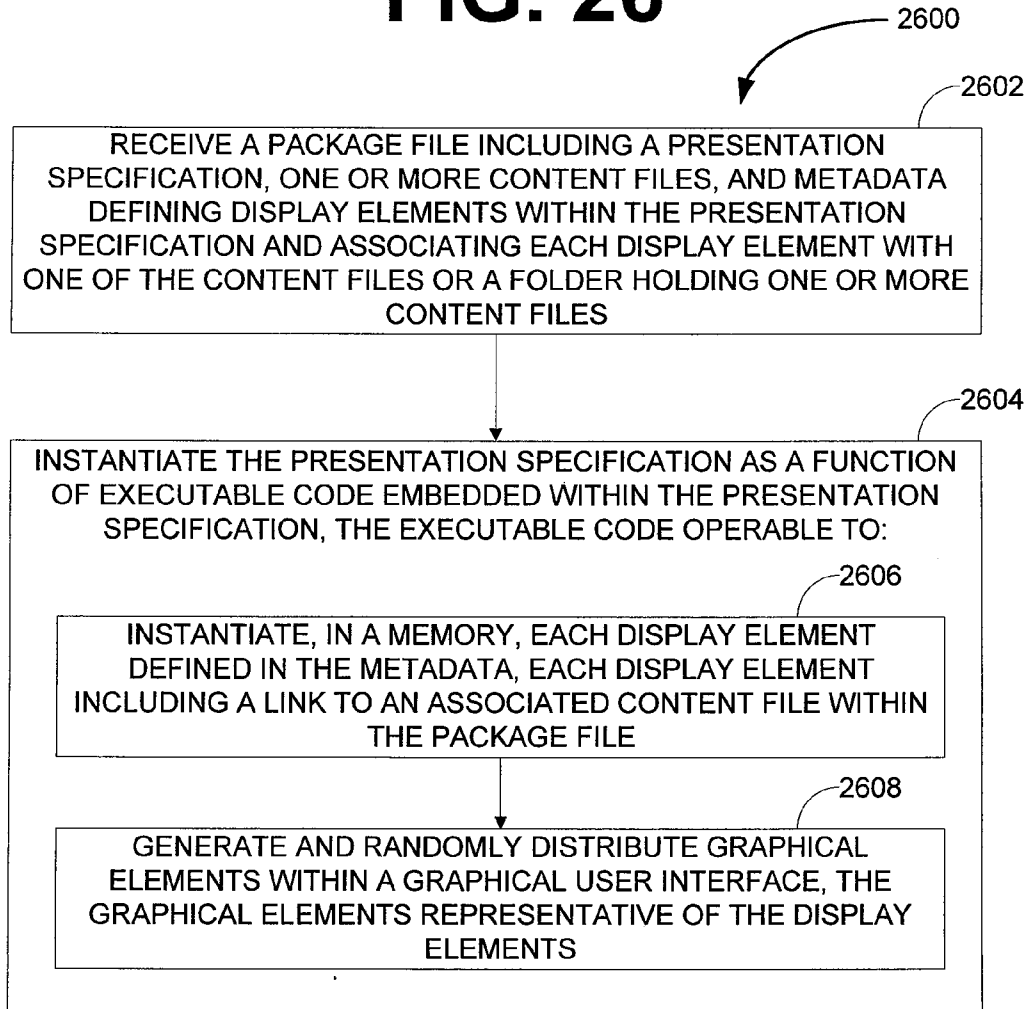 FIG. 26
2600
2602
RECEIVE A PACKAGE FILE INCLUDING A PRESENTATION
SPECIFICATION, ONE OR MORE CONTENT FILES, AND METADATA
DEFINING DISPLAY ELEMENTS WITHIN THE PRESENTATION
SPECIFICATION AND ASSOCIATING EACH DISPLAY ELEMENT WITH
ONE OF THE CONTENT FILES OR A FOLDER HOLDING ONE OR MORE
CONTENT FILES
2604
INSTANTIATE THE PRESENTATION SPECIFICATION AS A FUNCTION
OF EXECUTABLE CODE EMBEDDED WITHIN THE PRESENTATION
SPECIFICATION, THE EXECUTABLE CODE OPERABLE TO:
2606
INSTANTIATE, IN A MEMORY, EACH DISPLAY ELEMENT
DEFINED IN THE METADATA, EACH DISPLAY ELEMENT
INCLUDING A LINK TO AN ASSOCIATED CONTENT FILE WITHIN
THE PACKAGE FILE
2608
GENERATE AND RANDOMLY DISTRIBUTE GRAPHICAL
ELEMENTS WITHIN A GRAPHICAL USER INTERFACE, THE
GRAPHICAL ELEMENTS REPRESENTATIVE OF THE DISPLAY
ELEMENTS